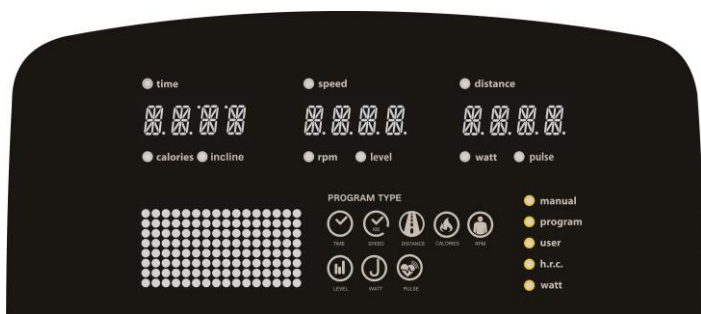 time speed distance
calories incline rpm level watt pulse
PROGRAM TYPE
TIME SPEED DISTANCE CALORIES RPM
LEVEL WATT PULSE
manual
program
user
h.r.c.
watt